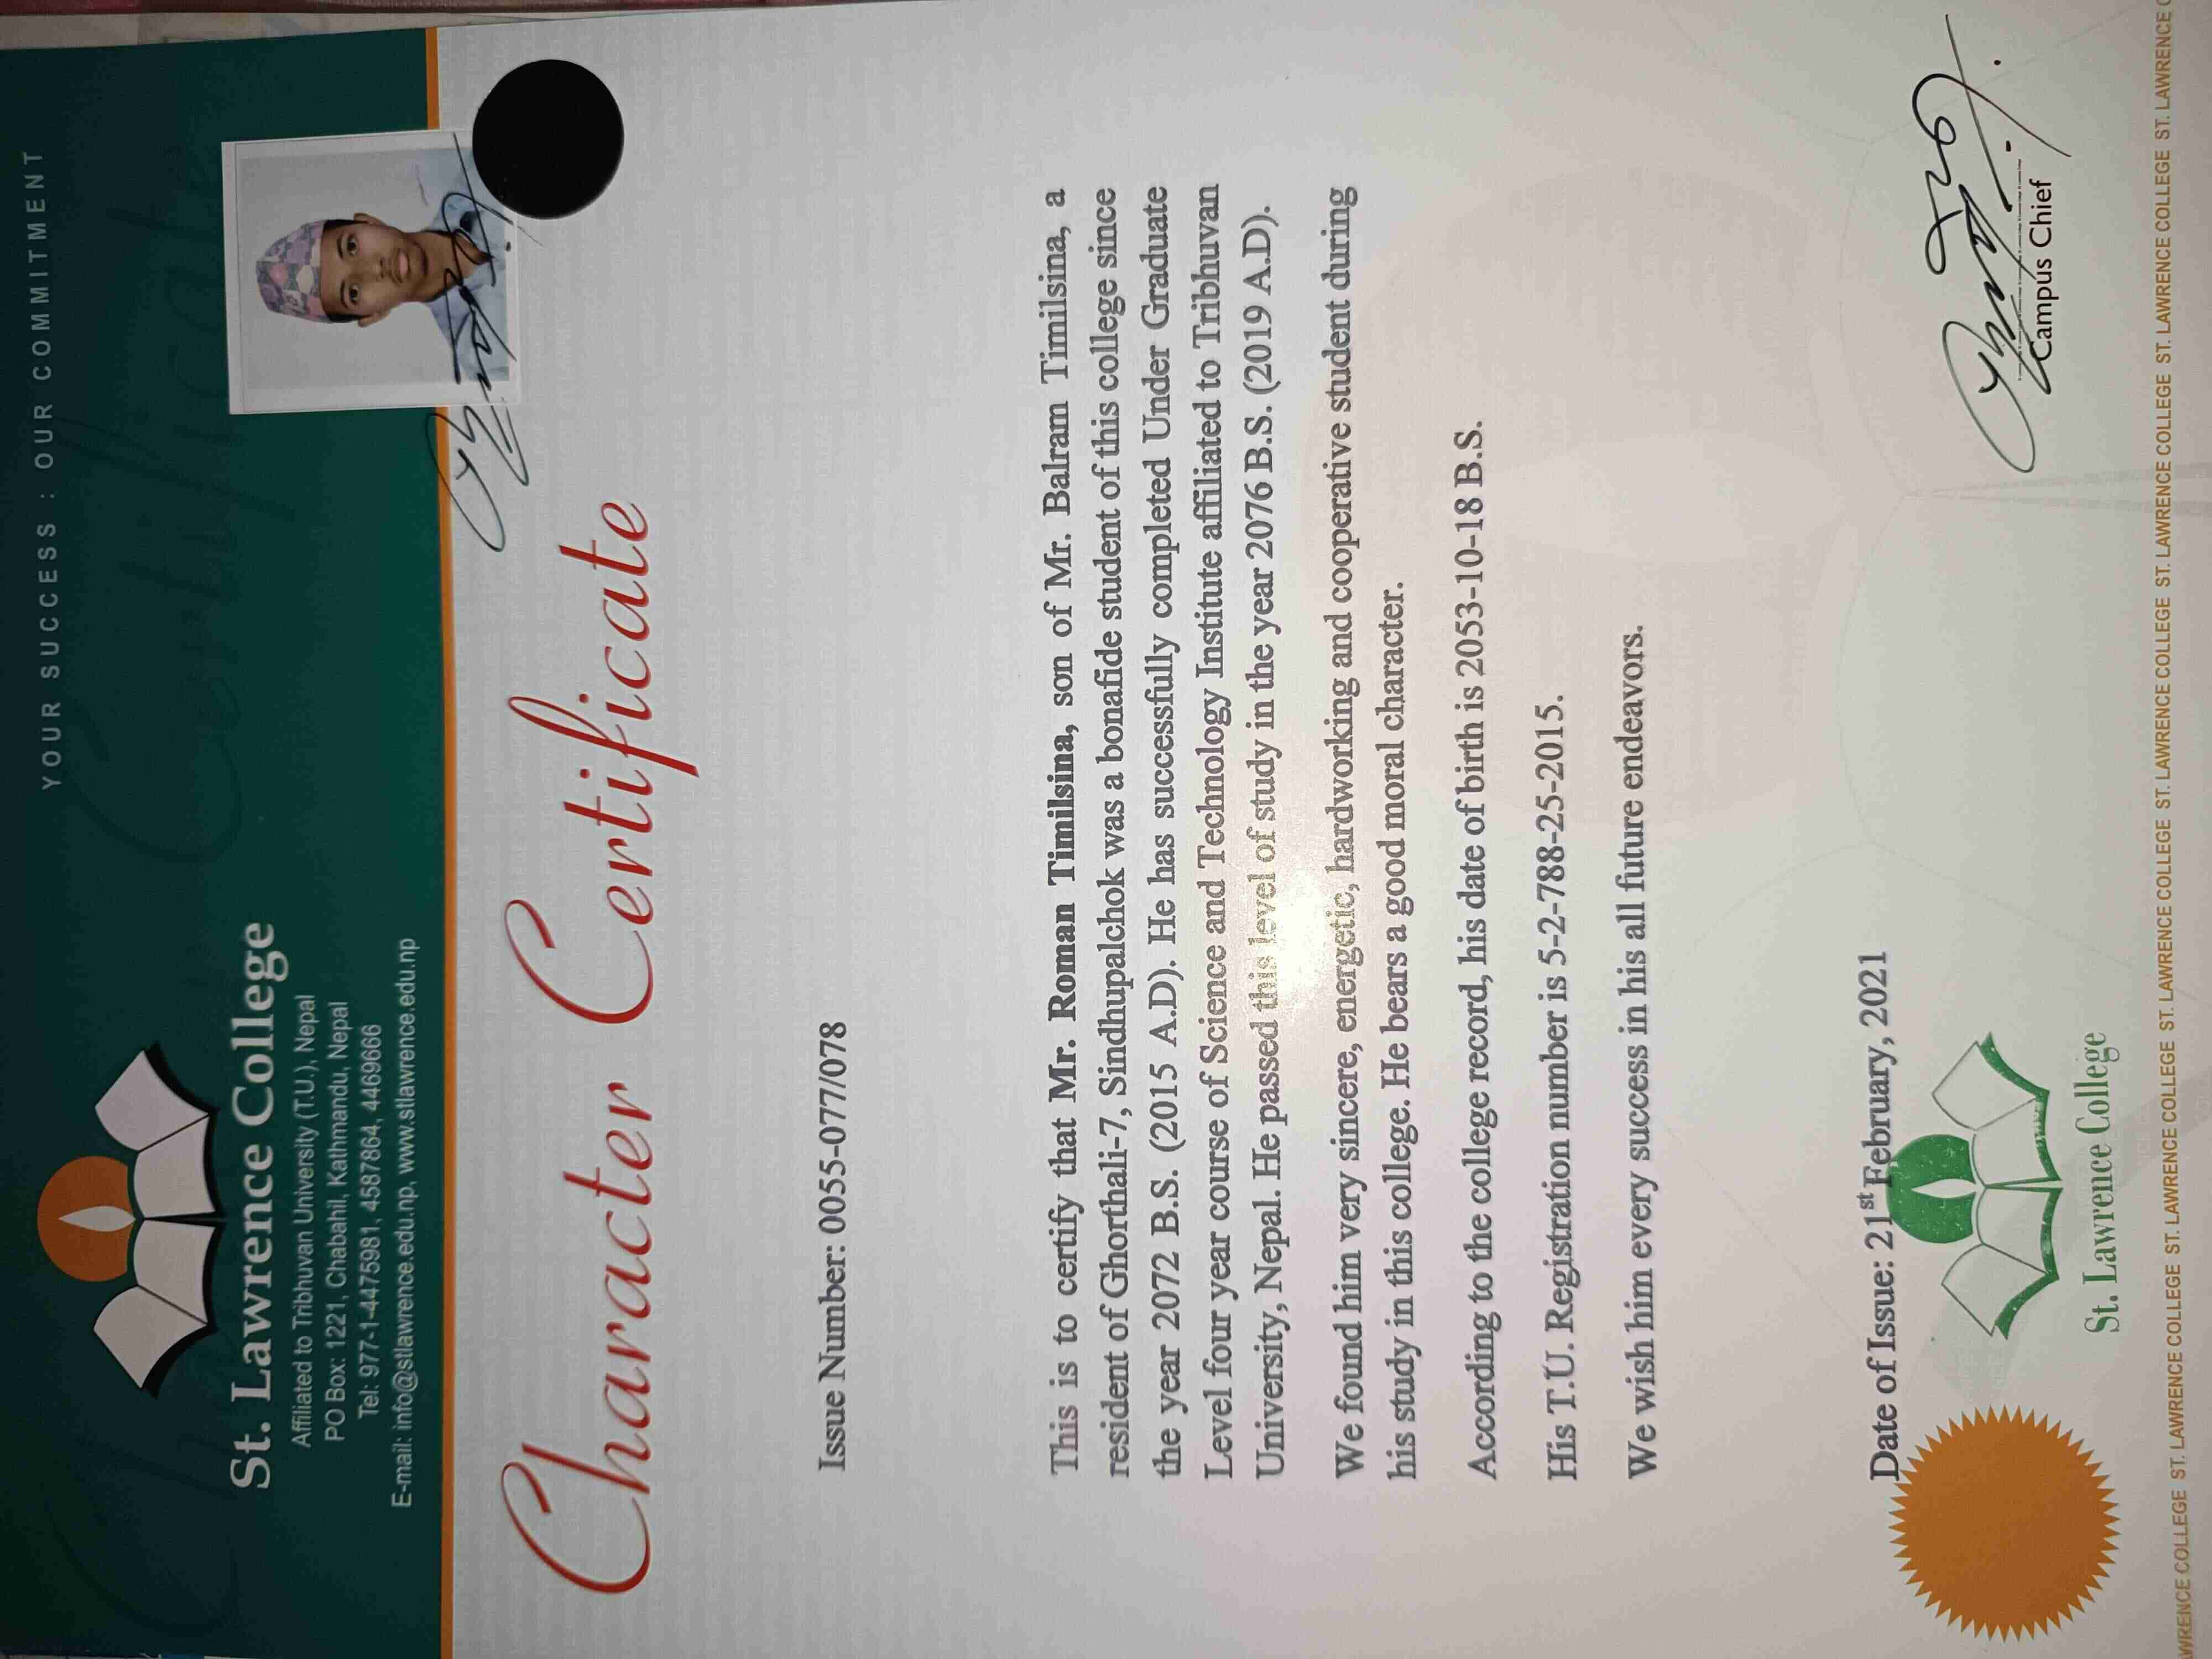 YOUR SUCCESS : OUR COMMITMENT
St. Lawrence College
Affiliated to Tribhuvan University (T.U.), Nepal
PO Box: 1221, Chabahil, Kathmandu, Nepal
Tel: 977-1-4475981, 4587864, 4469666
E-mail: info@stlawrence.edu.np, www.stlawrence.edu.np
Character Certificate
Issue Number: 0055-077/078
This is to certify that Mr. Roman Timilsina, son of Mr. Balram Timilsina, a
resident of Ghorthali-7, Sindhupalchok was a bonafide student of this college since
the year 2072 B.S. (2015 A.D). He has successfully completed Under Graduate
Level four year course of Science and Technology Institute affiliated to Tribhuvan
University, Nepal. He passed this level of study in the year 2076 B.S. (2019 A.D).
We found him very sincere, energetic, hardworking and cooperative student during
his study in this college. He bears a good moral character.
According to the college record, his date of birth is 2053-10-18 B.S.
His T.U. Registration number is 5-2-788-25-2015.
We wish him every success in his all future endeavors.
Date of Issue: 21st February, 2021
St. Lawrence College
Campus Chief
WRENCE COLLEGE ST. LAWRENCE COLLEGE ST. LAWRENCE COLLEGE ST. LAWRENCE COLLEGE ST. LAWRENCE COLLEGE ST. LAWRENCE COLLEGE ST. LAWRENCE COLLEGE ST. LAWRENCE COLLEGE ST. LAWRENCE COLLEGE ST. LAWRENCE COLLEGE ST. LAWRENCE COLLEGE ST. LAWRENCE C